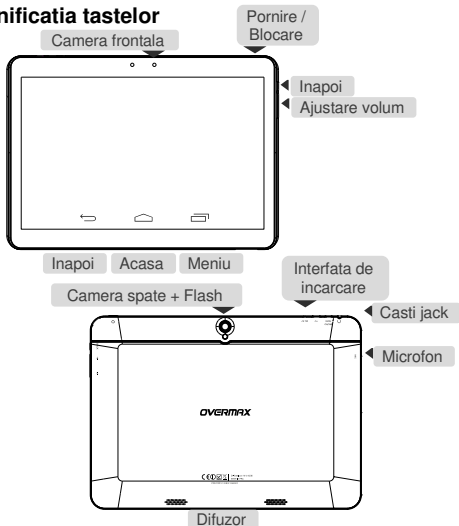 nificatia tastelor
Pornire /
Blocare
Camera frontala
Inapoi
Ajustare volum
Inapoi
Acasa
Meniu
Interfata de
incarcare
Camera spate + Flash
Casti jack
Microfon
OVERMAX
Difuzor